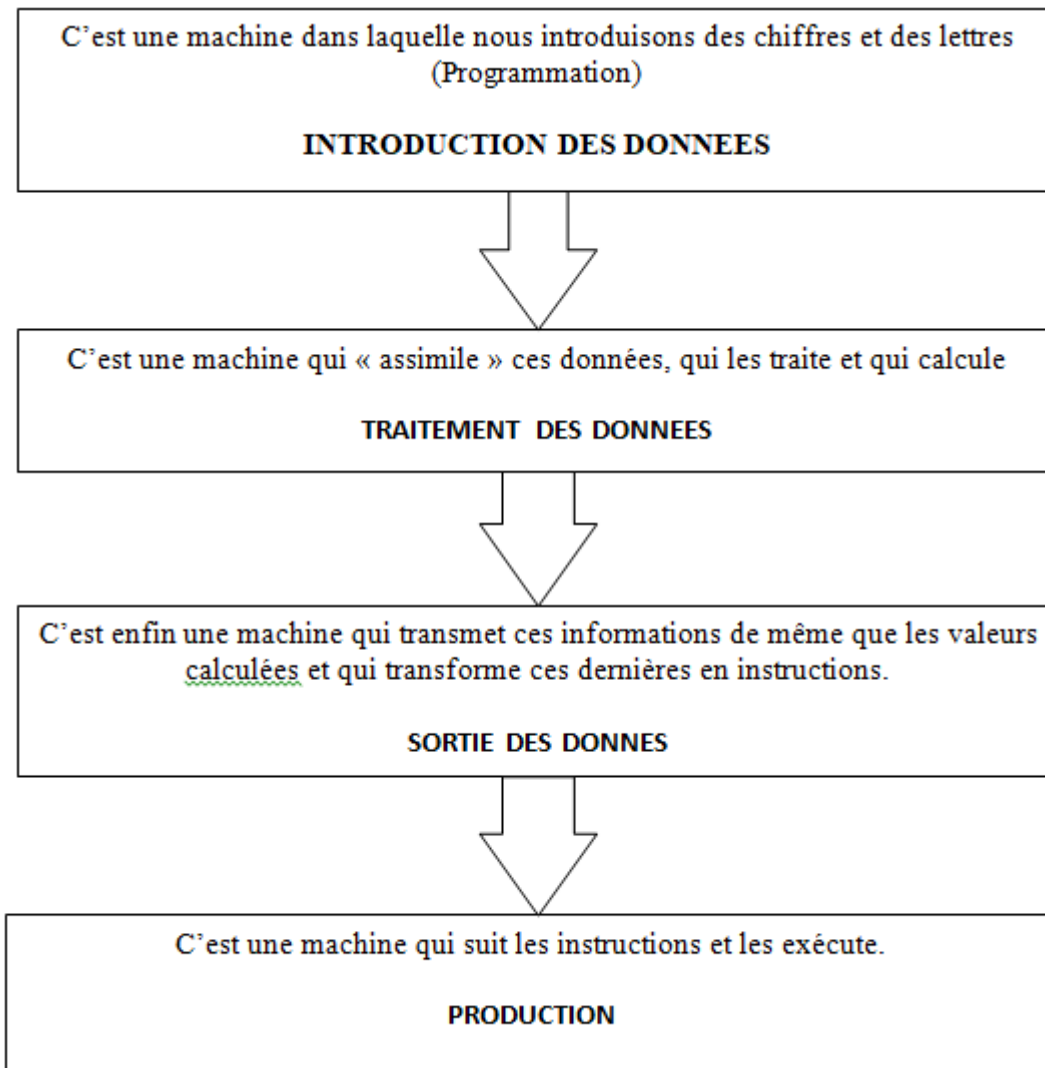 C’est une machine dans laquelle nous introduisons des chiffres et des lettres
(Programmation)
INTRODUCTION DES DONNEES
C’est une machine qui « assimile » ces données, qui les traite et qui calcule
TRAITEMENT DES DONNEES
C’est enfin une machine qui transmet ces informations de même que les valeurs
calculées et qui transforme ces dernières en instructions.
SORTIE DES DONNES
C’est une machine qui suit les instructions et les exécute.
PRODUCTION